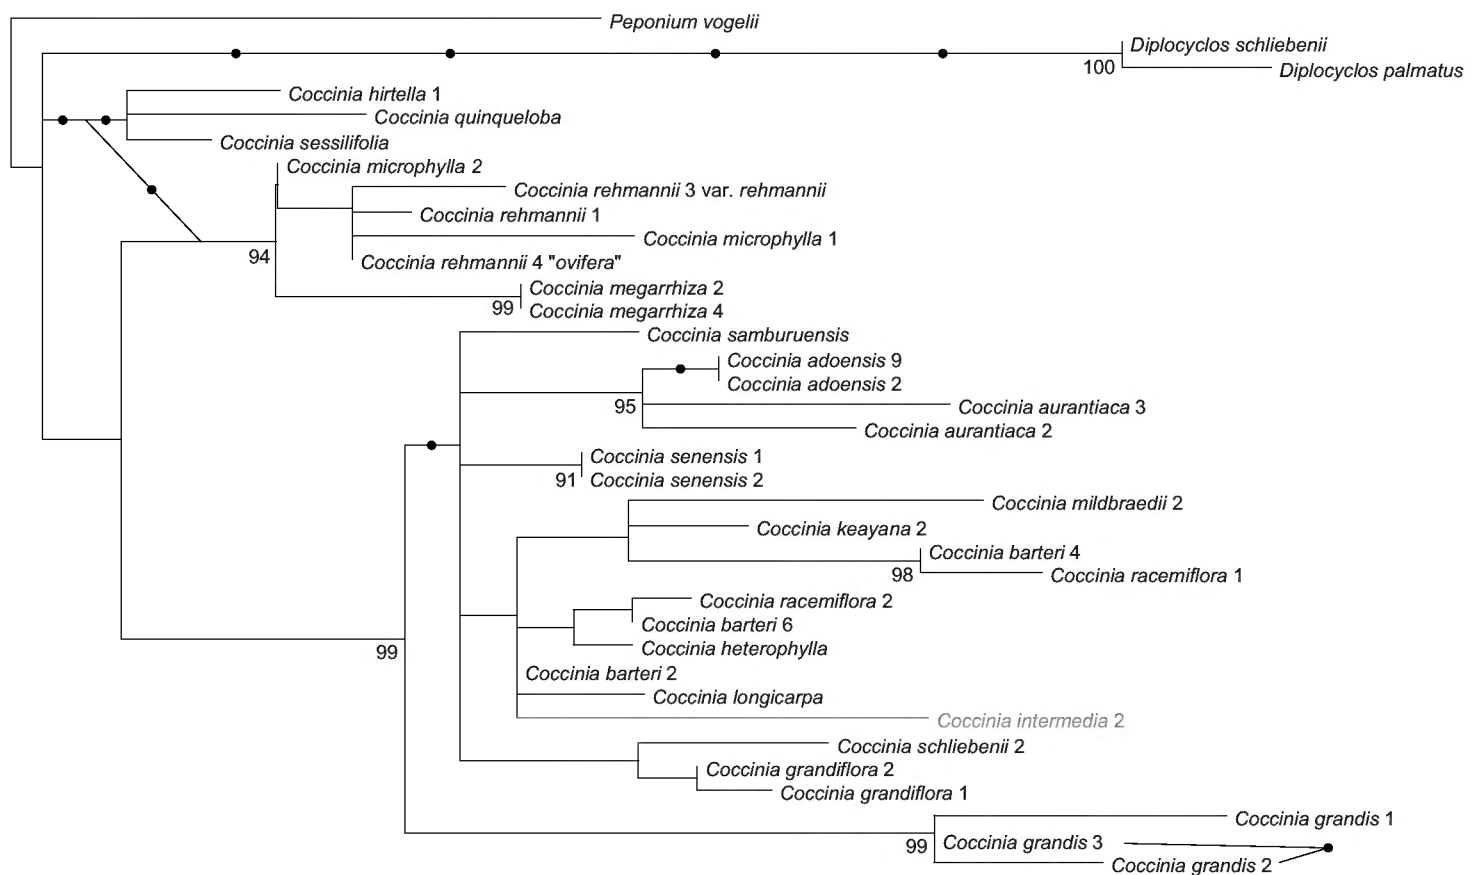 Peponium vogelii
Diplocyclos schliebenii
100
Diplocyclos palmatus
Coccinia hirtella 1
Coccinia quinqueloba
Coccinia sessilifolia
Coccinia microphylla 2
Coccinia rehmannii 3 var. rehmannii
Coccinia rehmannii 1
Coccinia microphylla 1
94
Coccinia rehmannii 4 "ovifera"
Coccinia megarrhiza 2
99
Coccinia megarrhiza 4
Coccinia samburuensis
Coccinia adoensis 9
Coccinia adoensis 2
95
Coccinia aurantiaca 3
Coccinia aurantiaca 2
Coccinia senensis 1
91
Coccinia senensis 2
Coccinia mildbraedii 2
Coccinia keayana 2
Coccinia barteri 4
98
Coccinia racemiflora 1
Coccinia racemiflora 2
Coccinia barteri 6
Coccinia heterophylla
99
Coccinia barteri 2
Coccinia longicarpa
Coccinia intermedia 2
Coccinia schliebenii 2
Coccinia grandiflora 2
Coccinia grandiflora 1
Coccinia grandis 1
99
Coccinia grandis 3
Coccinia grandis 2